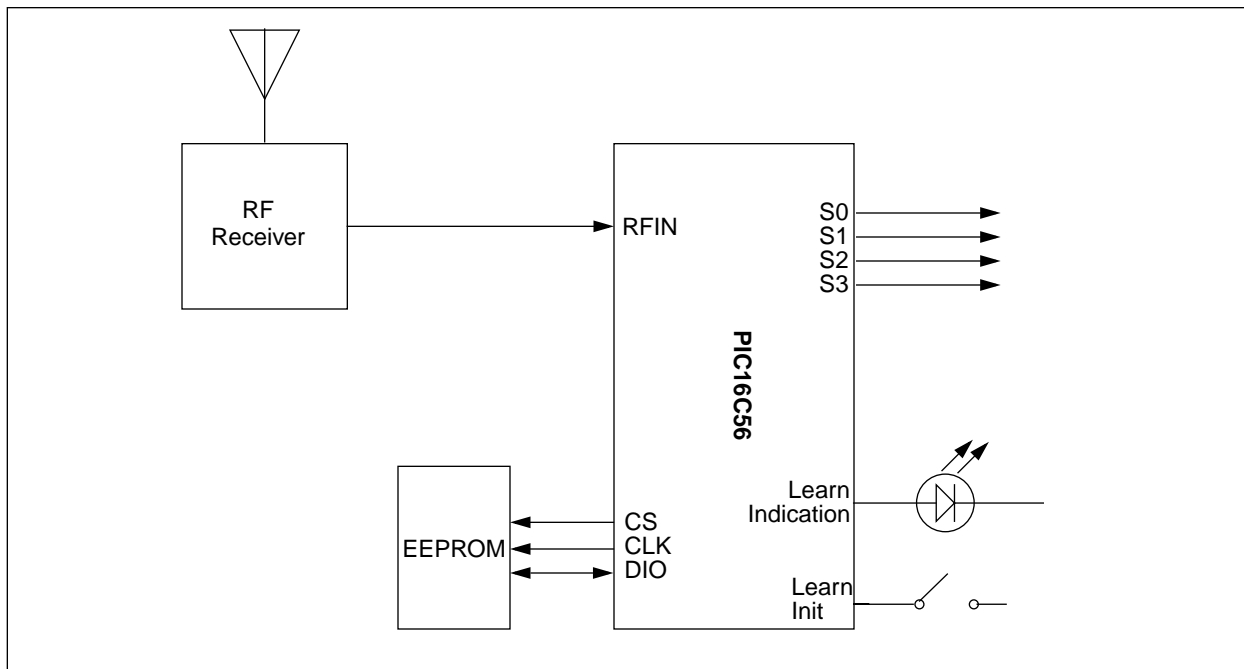 RF
Receiver
RFIN
S0
S1
S2
S3
PIC16C56
EEPROM
CS
CLK
DIO
Learn
Indication
Learn
Init